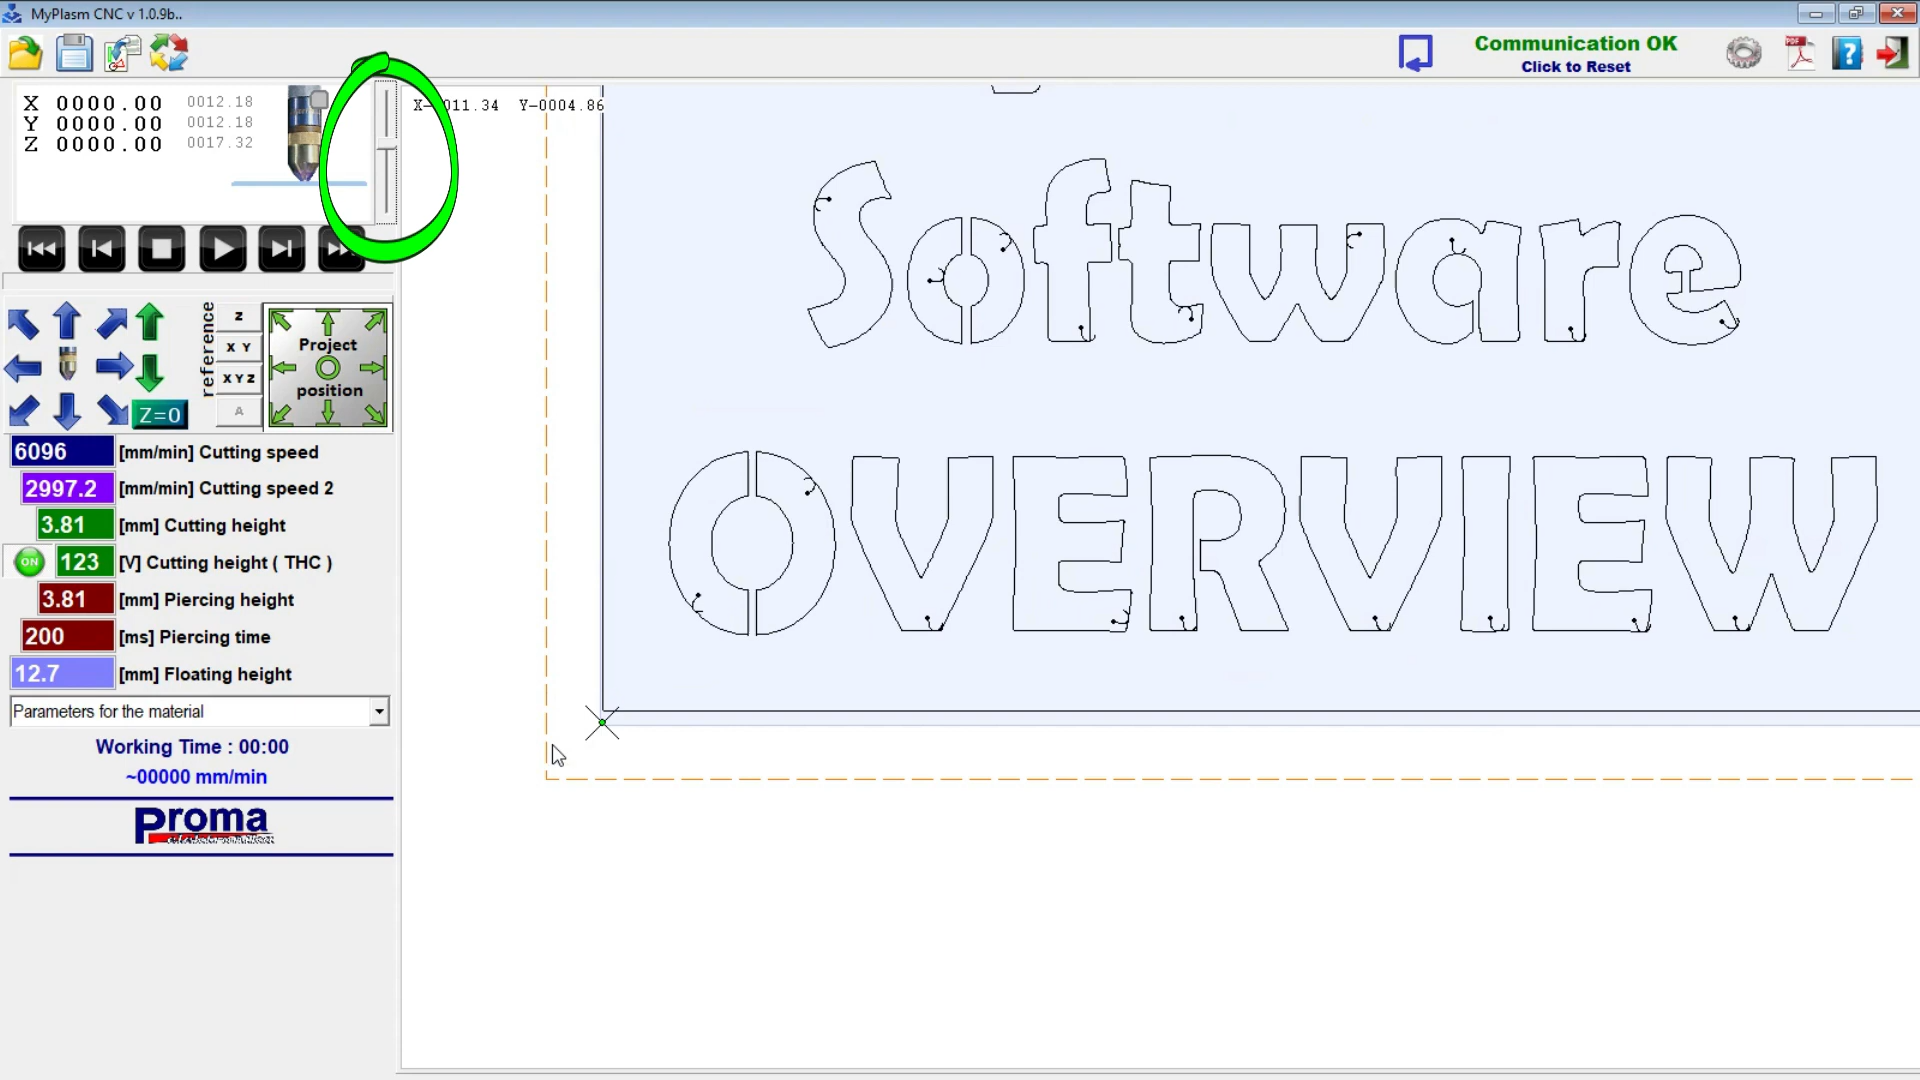 MyPlasm CNC v 1.0.9b..
Communication OK
Click to Reset
X 0000.00 0012.18
Y 0000.00 0012.18
Z 0000.00 0017.32
011.34 Y-0004.86
Software
OVERVIEW
reference
Z
X Y
X Y Z
A
Project
position
Z=0
6096 [mm/min] Cutting speed
2997.2 [mm/min] Cutting speed 2
3.81 [mm] Cutting height
ON 123 [V] Cutting height ( THC )
3.81 [mm] Piercing height
200 [ms] Piercing time
12.7 [mm] Floating height
Parameters for the material
Working Time : 00:00
~00000 mm/min
Proma